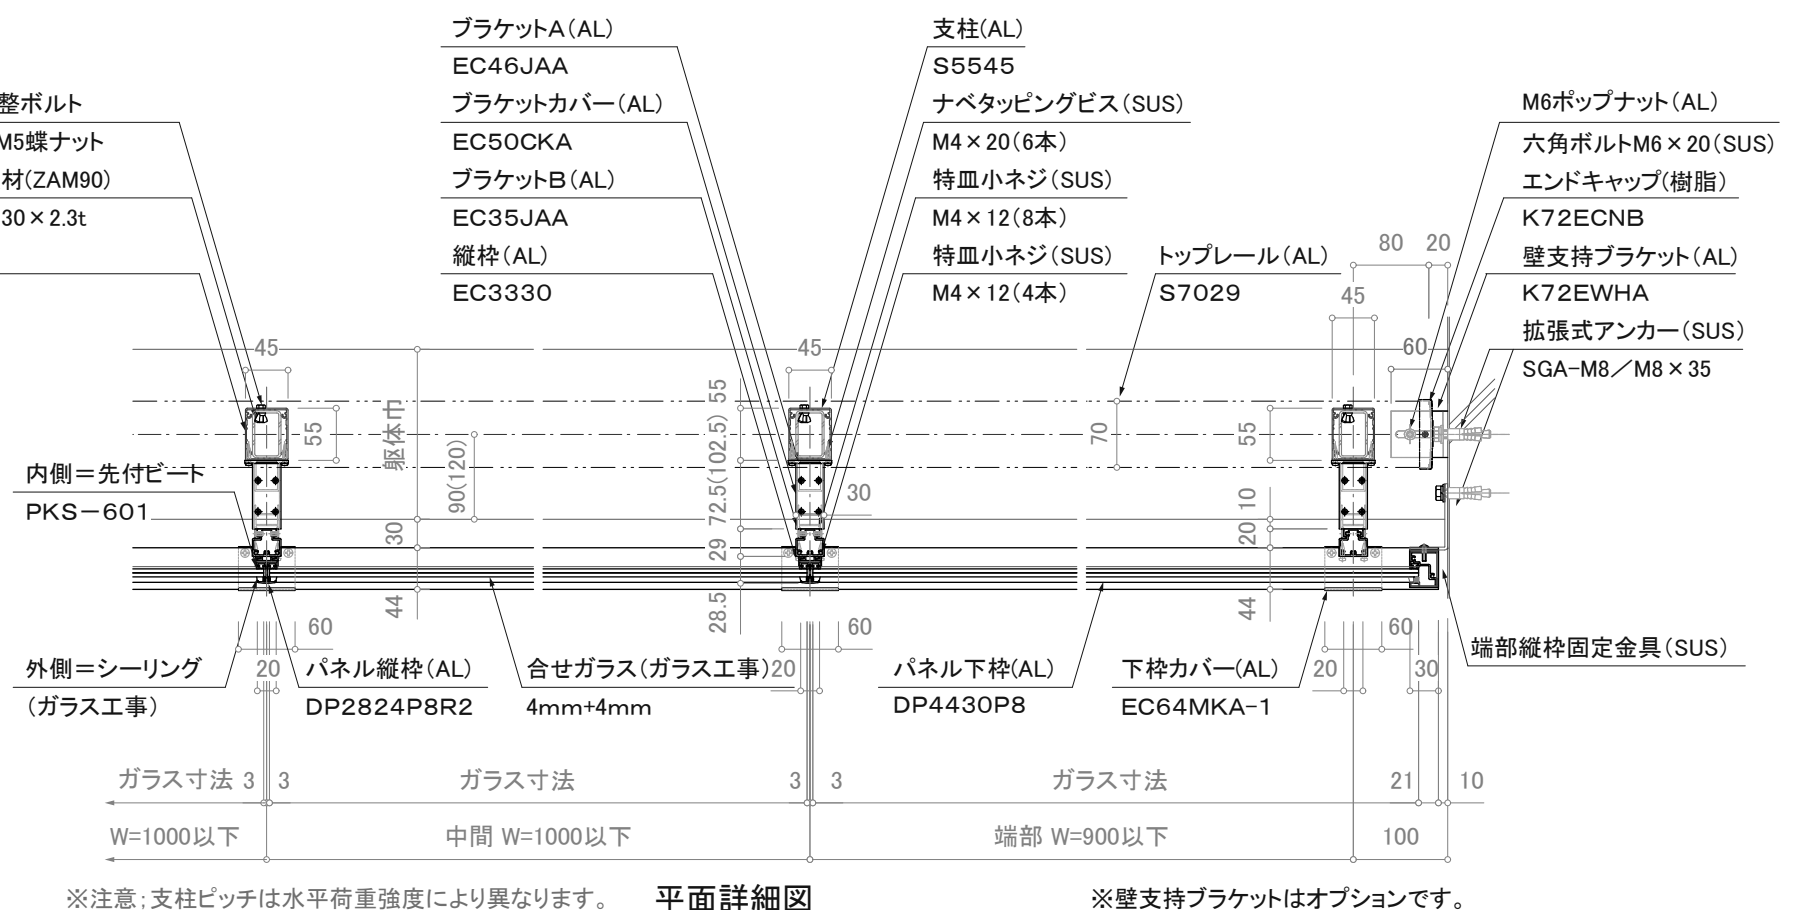 ブラケットA(AL)
EC46JAA
ブラケットカバー(AL)
EC50CKA
ブラケットB(AL)
EC35JAA
縦枠(AL)
EC3330
支柱(AL)
S5545
ナベタッピングビス(SUS)
M4×20(6本)
特皿小ネジ(SUS)
M4×12(8本)
特皿小ネジ(SUS)
M4×12(4本)
整ボルト
M5蝶ナット
材(ZAM90)
30×2.3t
トップレール(AL)
S7029
M6ポップナット(AL)
六角ボルトM6×20(SUS)
エンドキャップ(樹脂)
K72ECNB
壁支持ブラケット(AL)
K72EWHA
拡張式アンカー(SUS)
SGA-M8/M8×35
80
20
45
60
45
45
55
躯体巾
90(120)
30
44
55
72.5(102.5)
29
28.5
30
70
55
10
20
44
内側=先付ビート
PKS-601
外側=シーリング
(ガラス工事)
60
20
パネル縦枠(AL)
DP2824P8R2
合せガラス(ガラス工事)
4mm+4mm
60
20
パネル下枠(AL)
DP4430P8
下枠カバー(AL)
EC64MKA-1
60
20
30
端部縦枠固定金具(SUS)
ガラス寸法 3 3 ガラス寸法 3 3 ガラス寸法 21 10
W=1000以下 中間 W=1000以下 端部 W=900以下 100
※注意;支柱ピッチは水平荷重強度により異なります。
平面詳細図
※壁支持ブラケットはオプションです。